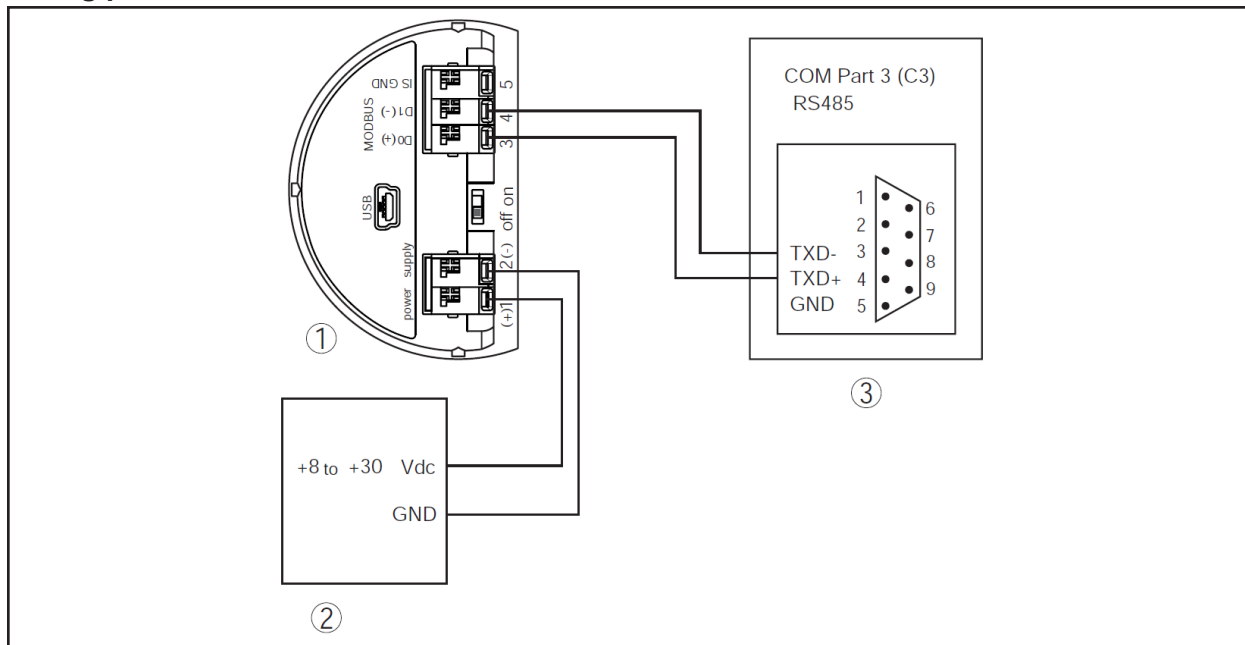 IS GND
D1(-)
D0(+)
MODBUS
USB
power supply
5
4
3
off on
2(-)
(+)1
①
+8 to +30 Vdc
GND
②
COM Part 3 (C3)
RS485
1
6
2
7
TXD- 3
8
TXD+ 4
9
GND 5
③